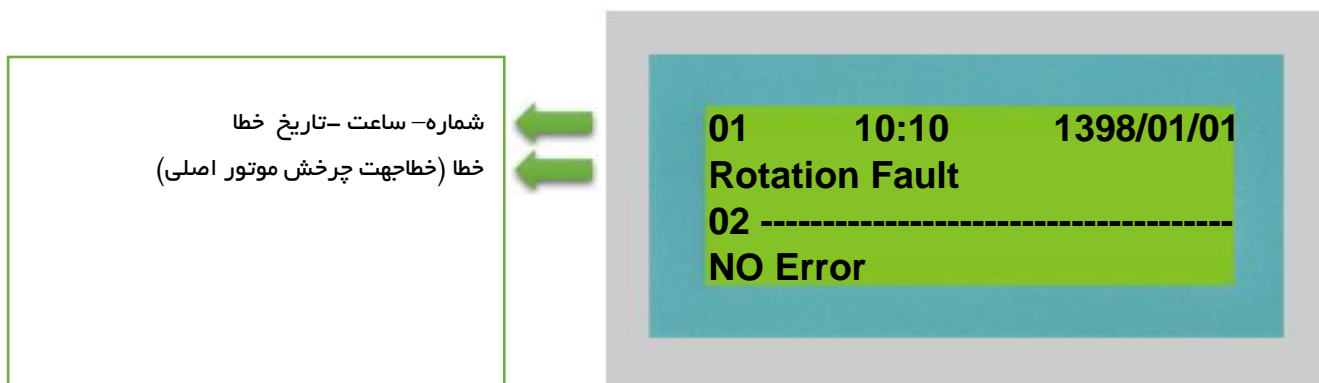 شماره– ساعت –تاریخ خطا
خطا (خطاجهت چرخش موتور اصلی)
01 10:10 1398/01/01
Rotation Fault
02 ---------------------------------------
NO Error